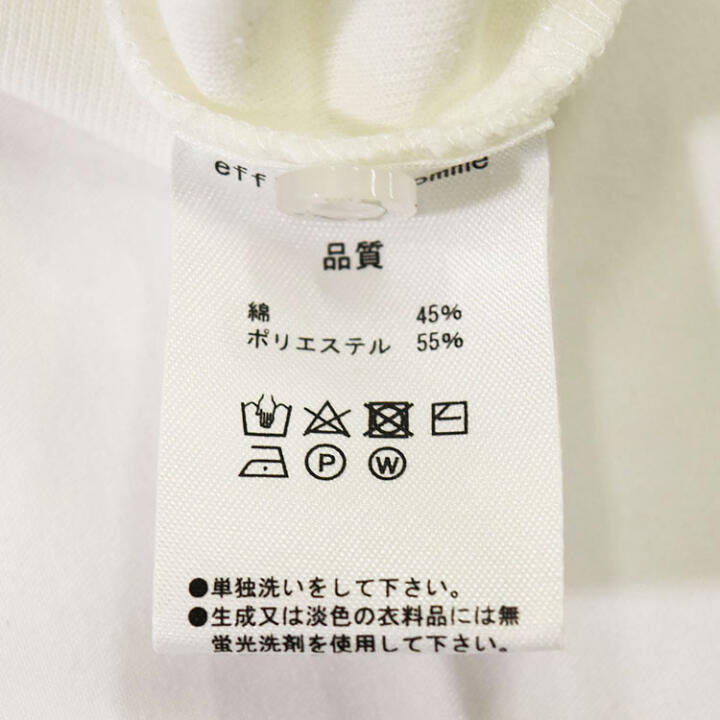 eff
mme
品質
綿 45%
ポリエステル 55%
P W
●単独洗いをして下さい。
●生成又は淡色の衣料品には無
蛍光洗剤を使用して下さい。